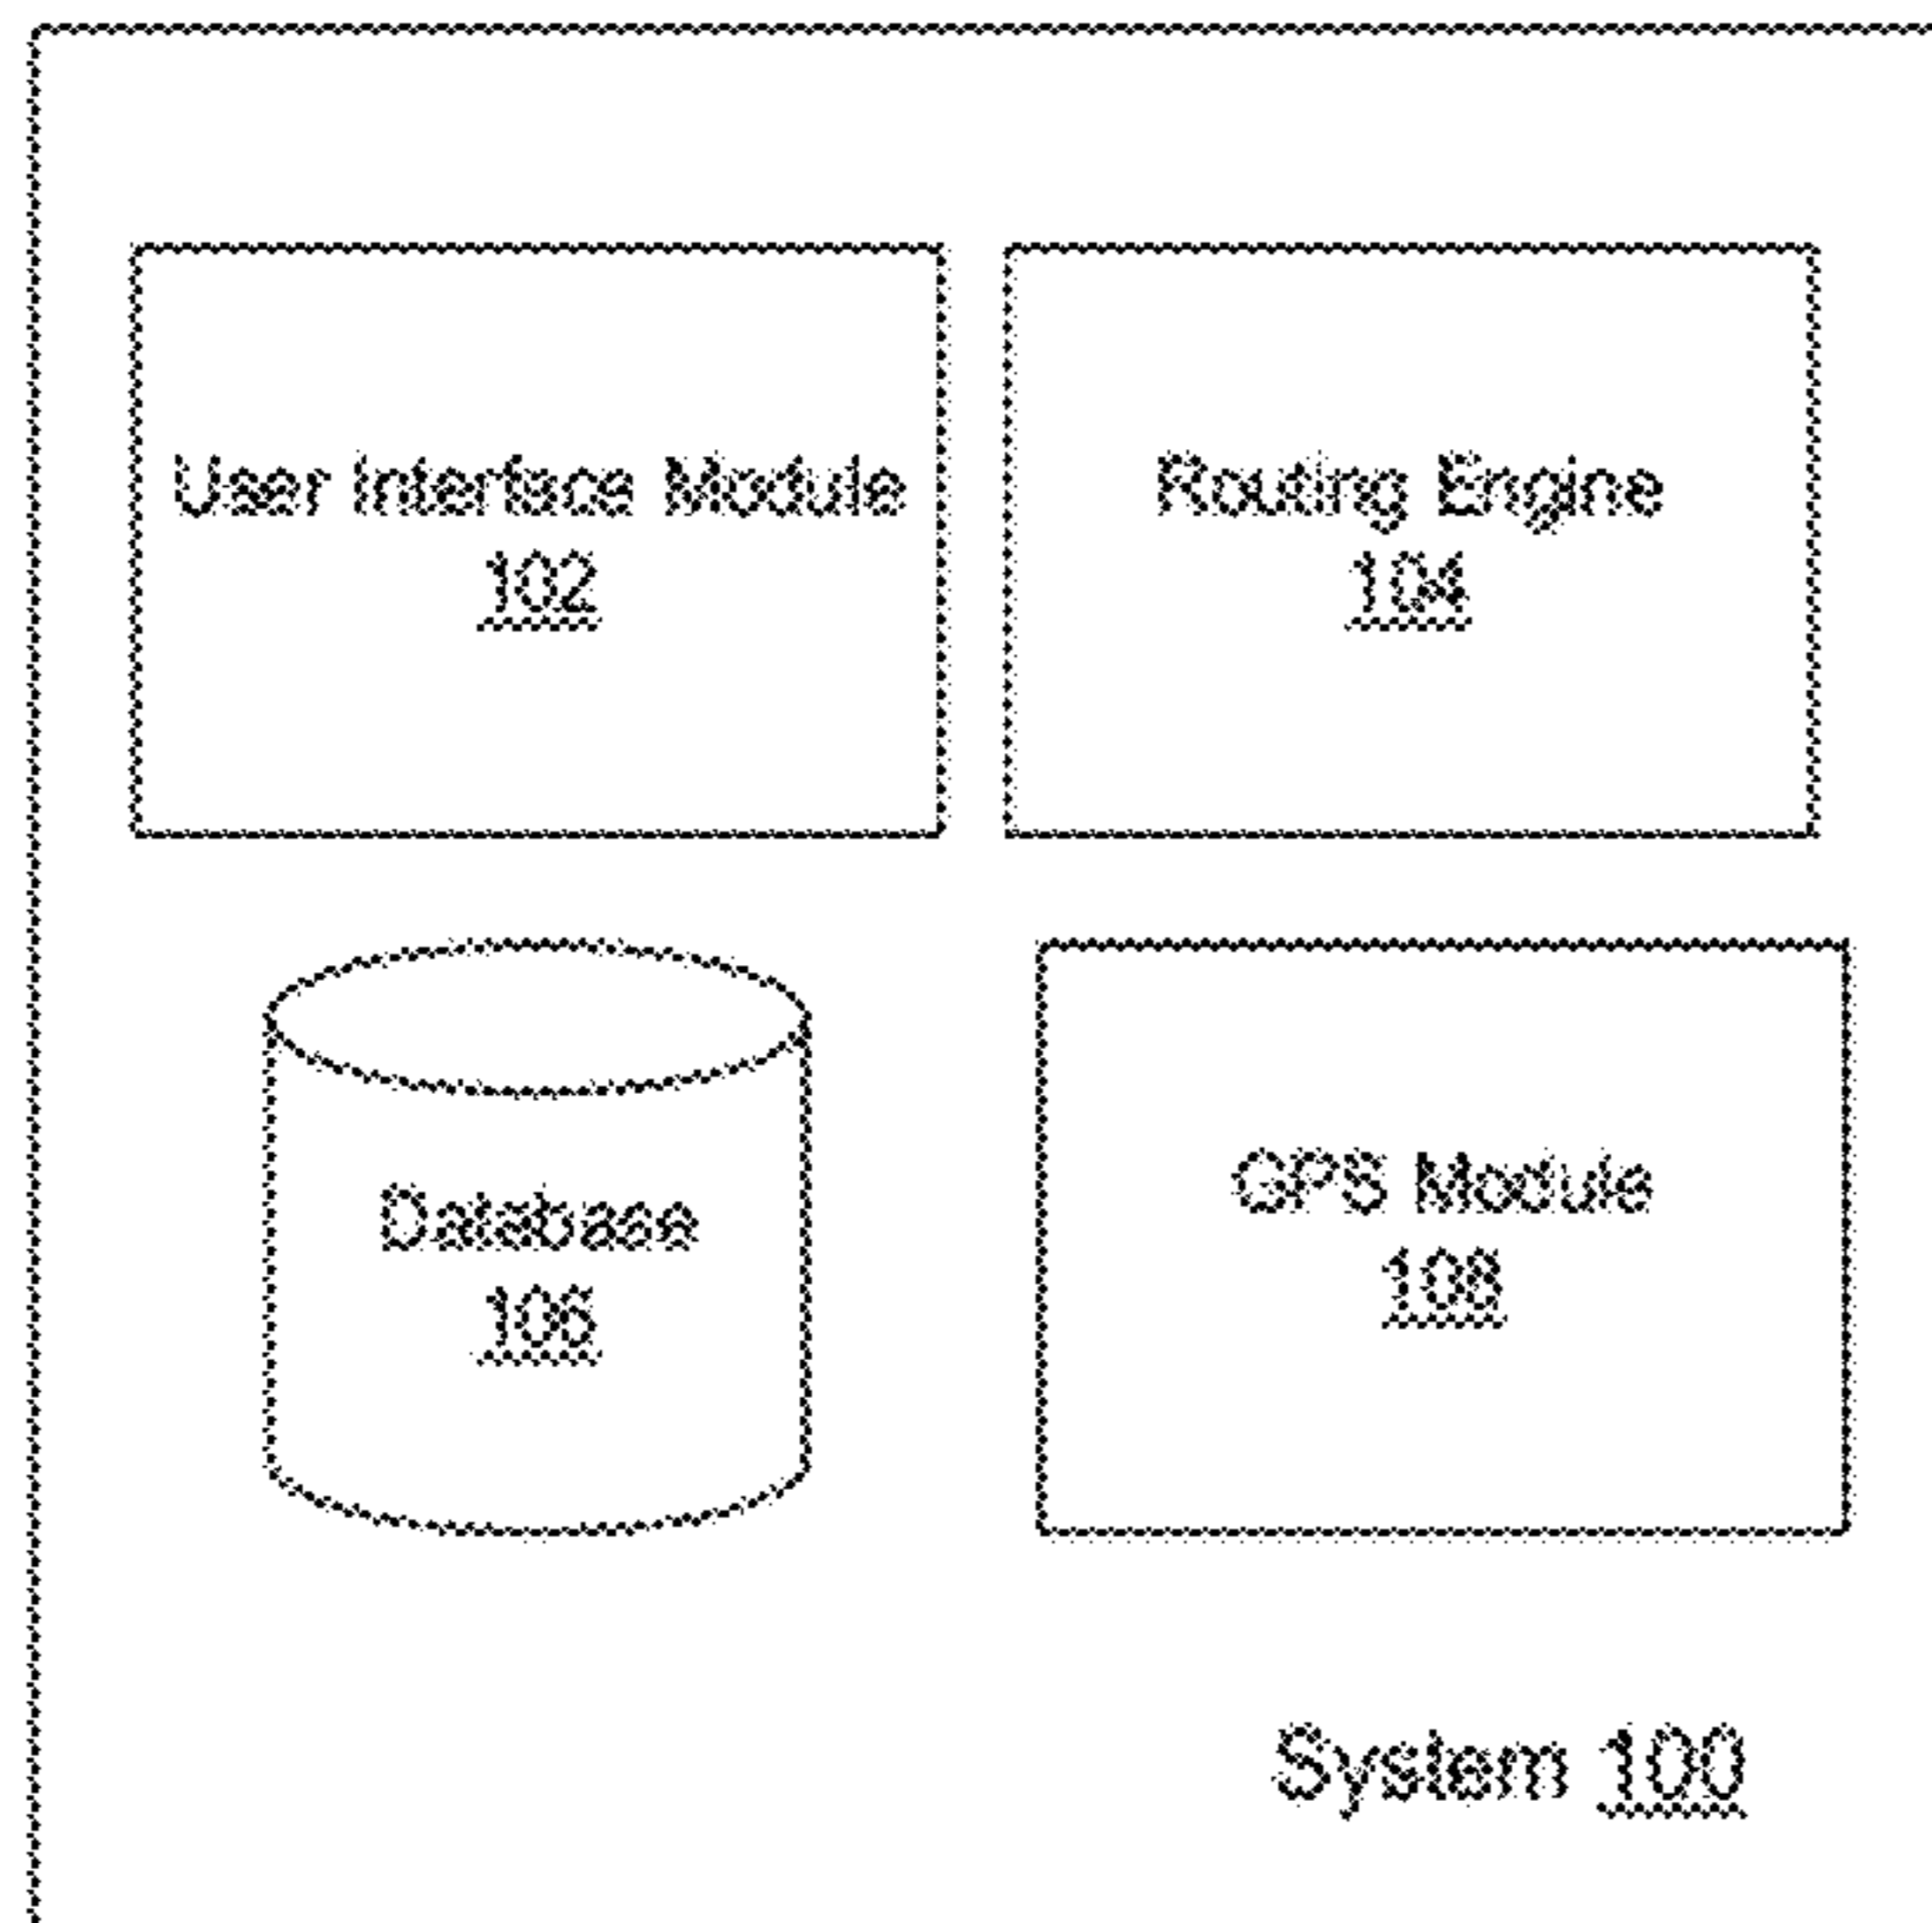 User Interface Module
102
Routing Engine
104
Database
106
GPS Module
108
System 100